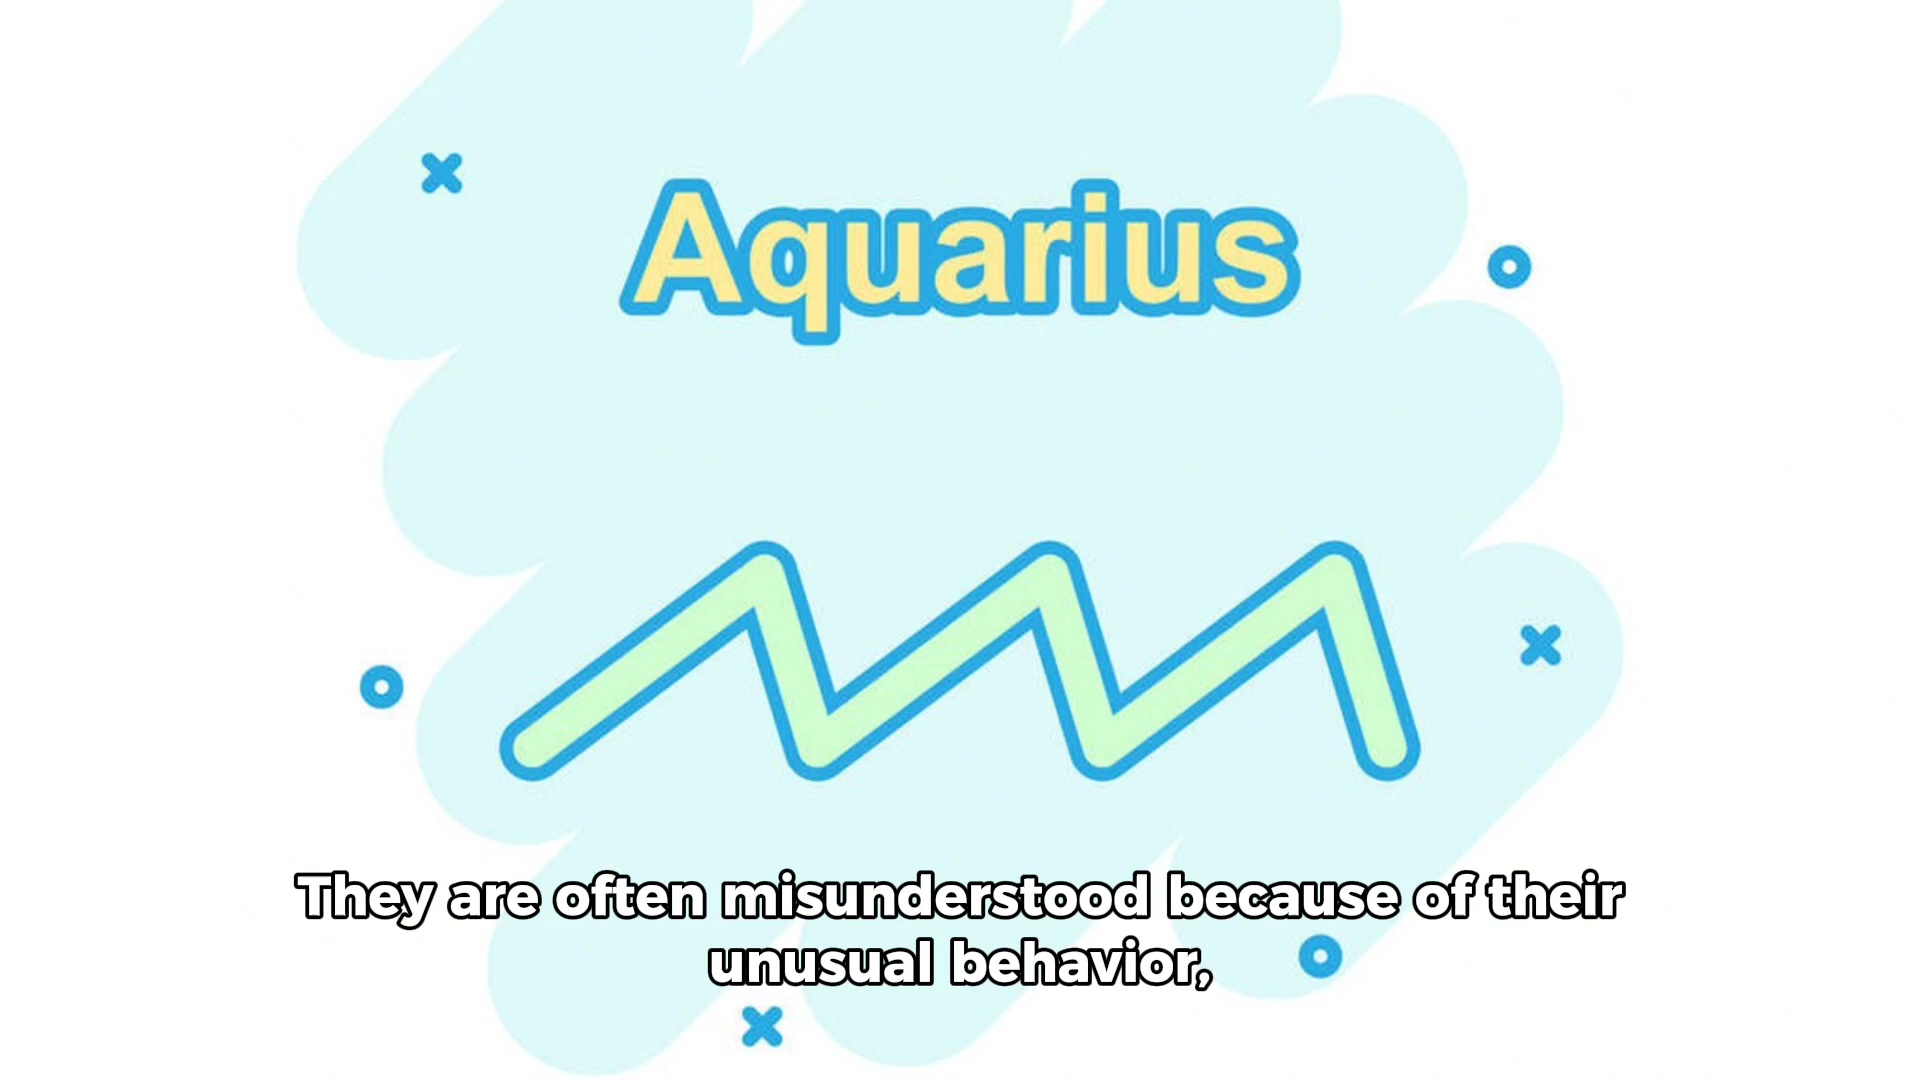 Aquarius
They are often misunderstood because of their
unusual behavior,